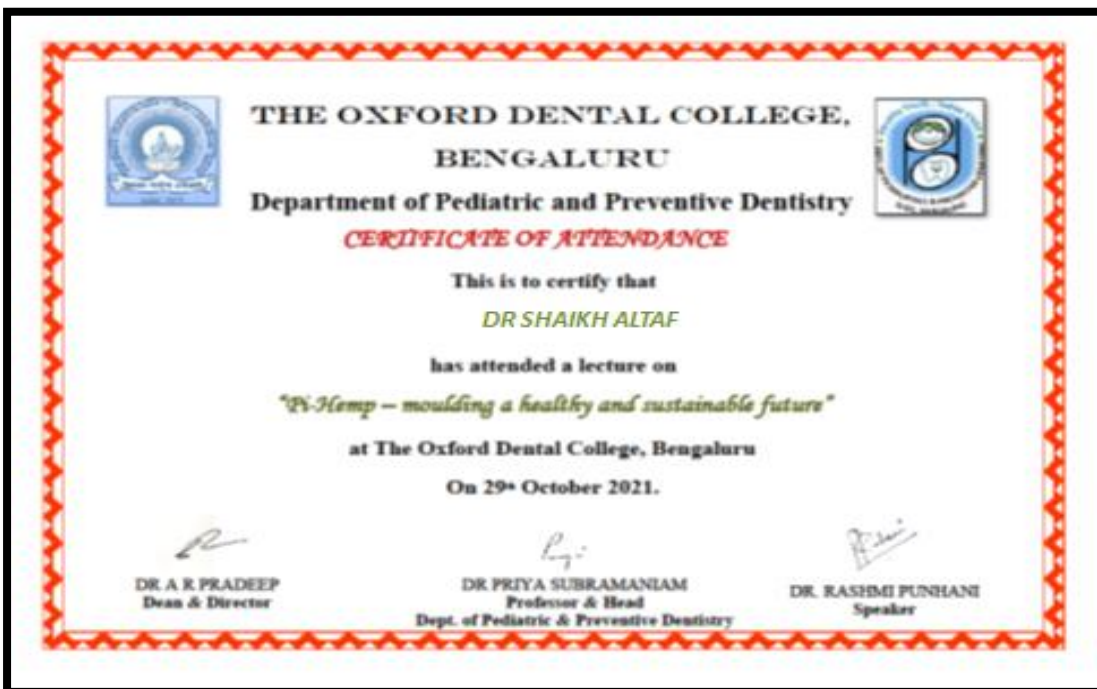 THE OXFORD DENTAL COLLEGE,
BENGALURU
Department of Pediatric and Preventive Dentistry
CERTIFICATE OF ATTENDANCE
This is to certify that
DR SHAIKH ALTAF
has attended a lecture on
"Pi-Hemp – moulding a healthy and sustainable future"
at The Oxford Dental College, Bengaluru
On 29th October 2021.
DR. A R PRADEEP
Dean & Director
DR PRIYA SUBRAMANIAM
Professor & Head
Dept. of Pediatric & Preventive Dentistry
DR. RASHMI PUNHANI
Speaker